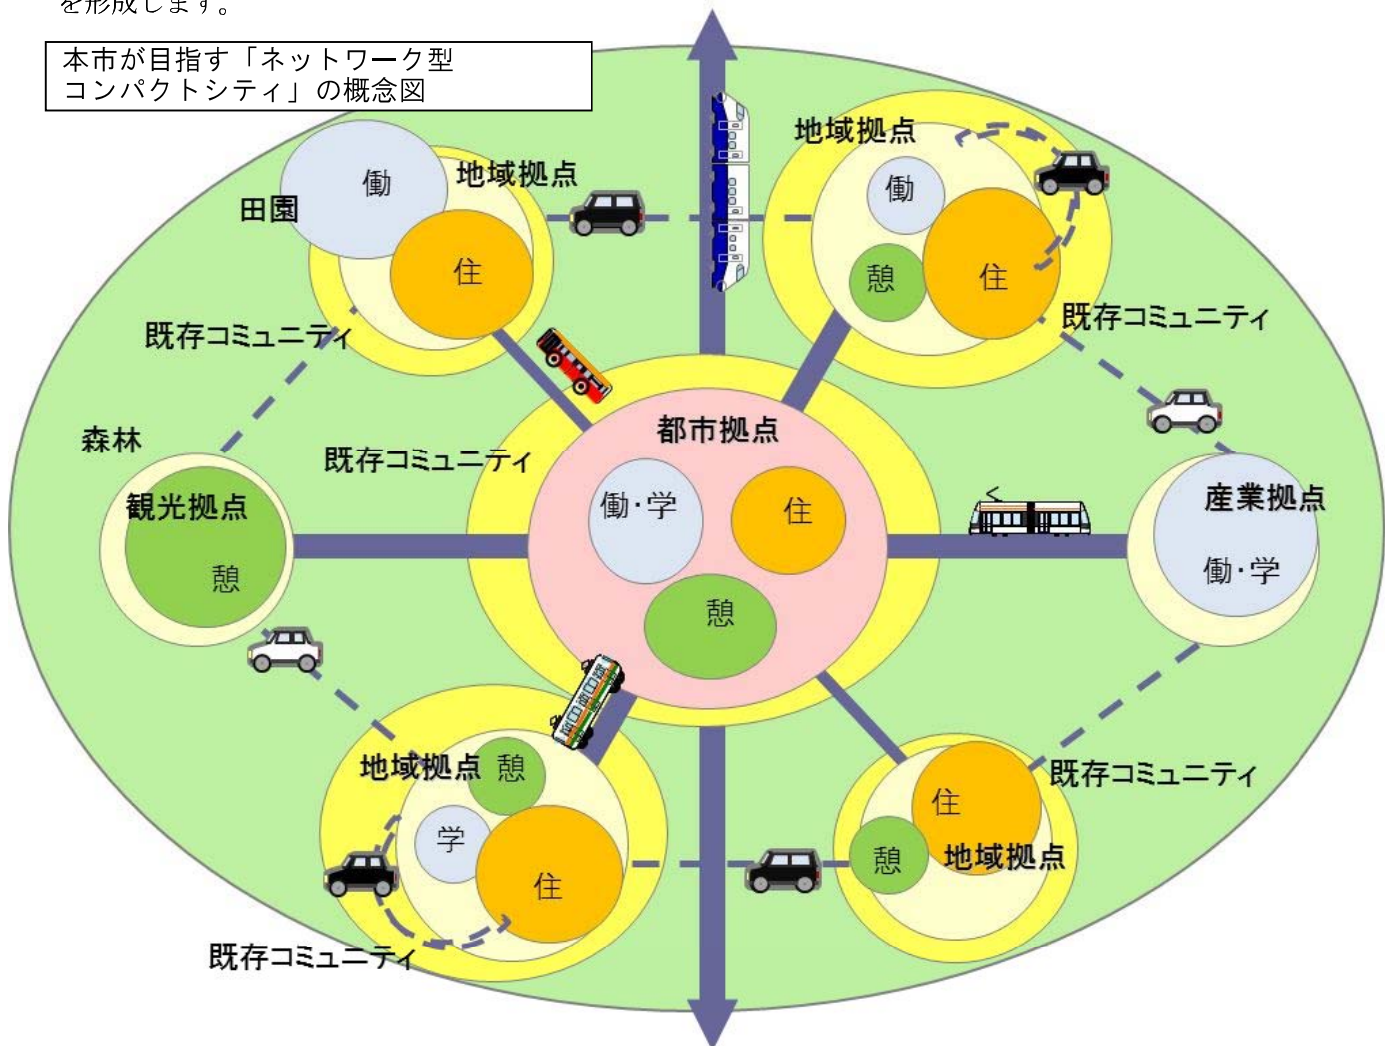 を形成します。
本市が目指す「ネットワーク型
コンパクトシティ」の概念図
地域拠点
働
憩
住
既存コミュニティ
田園
働
地域拠点
住
既存コミュニティ
森林
既存コミュニティ
都市拠点
働・学
住
憩
観光拠点
憩
産業拠点
働・学
地域拠点
憩
学
住
既存コミュニティ
住
憩
地域拠点
既存コミュニティ